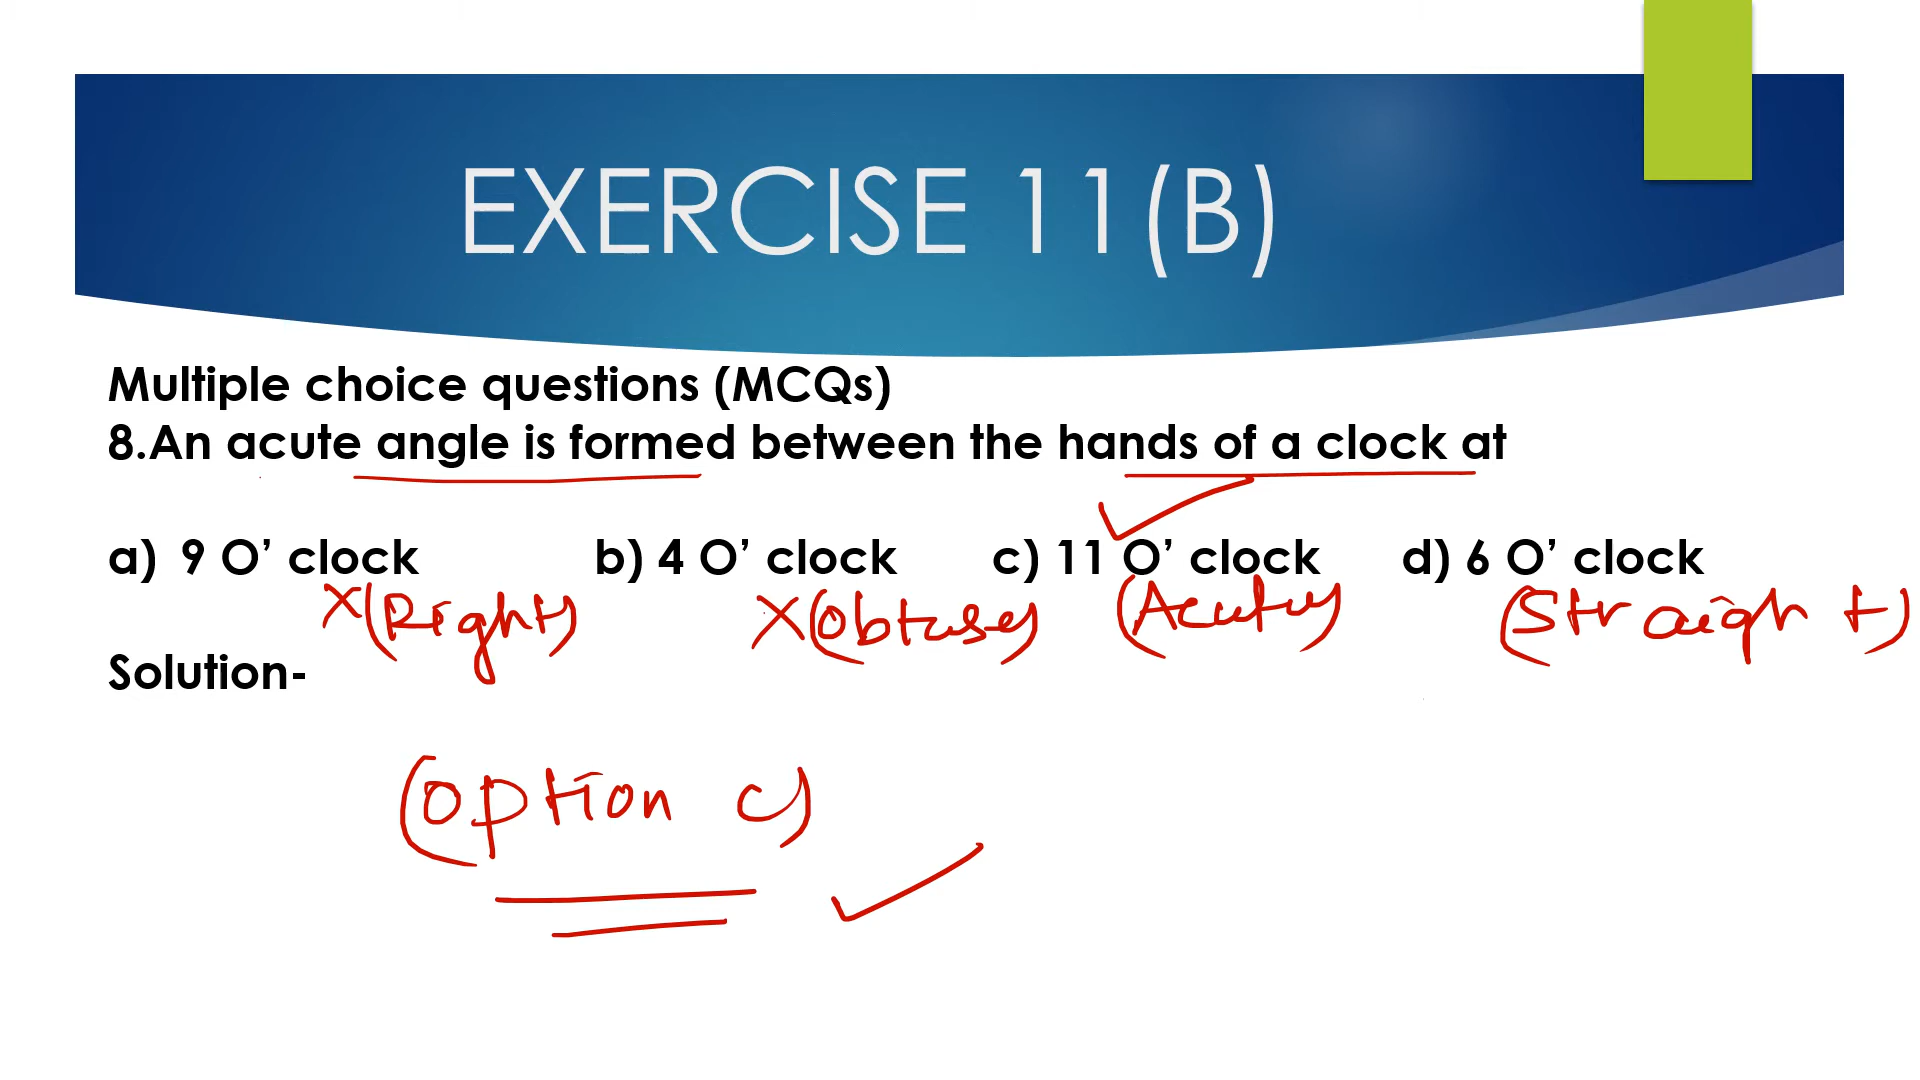 EXERCISE 11(B)
Multiple choice questions (MCQs)
8.An acute angle is formed between the hands of a clock at
a) 9 O’ clock b) 4 O’ clock c) 11 O’ clock d) 6 O’ clock
X (Right) X (Obtuse) (Acute) (Straight)
Solution-
(Option c)